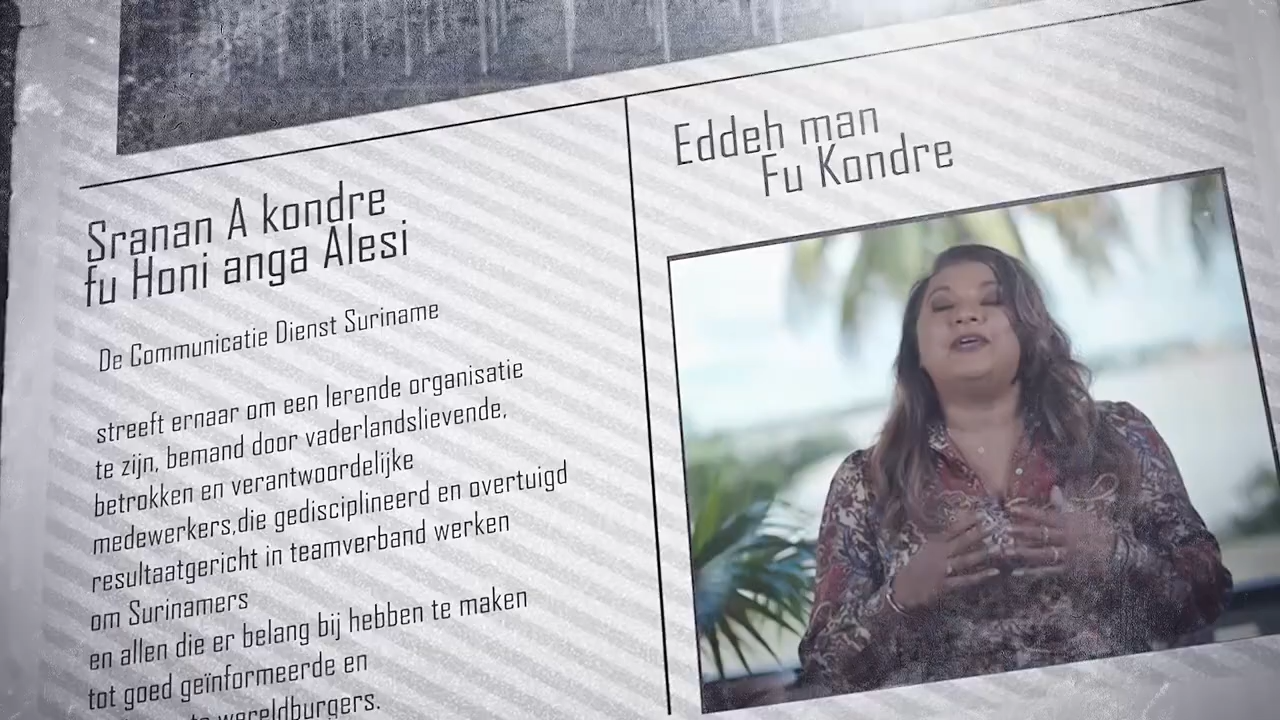 Sranan A kondre
fu Honi anga Alesi
De Communicatie Dienst Suriname
streeft ernaar om een lerende organisatie
te zijn, bemand door vaderlandslievende,
betrokken en verantwoordelijke
medewerkers,die gedisciplineerd en overtuigd
resultaatgericht in teamverband werken
om Surinamers
en allen die er belang bij hebben te maken
tot goed geïnformeerde en
wereldburgers.
Eddeh man
Fu Kondre